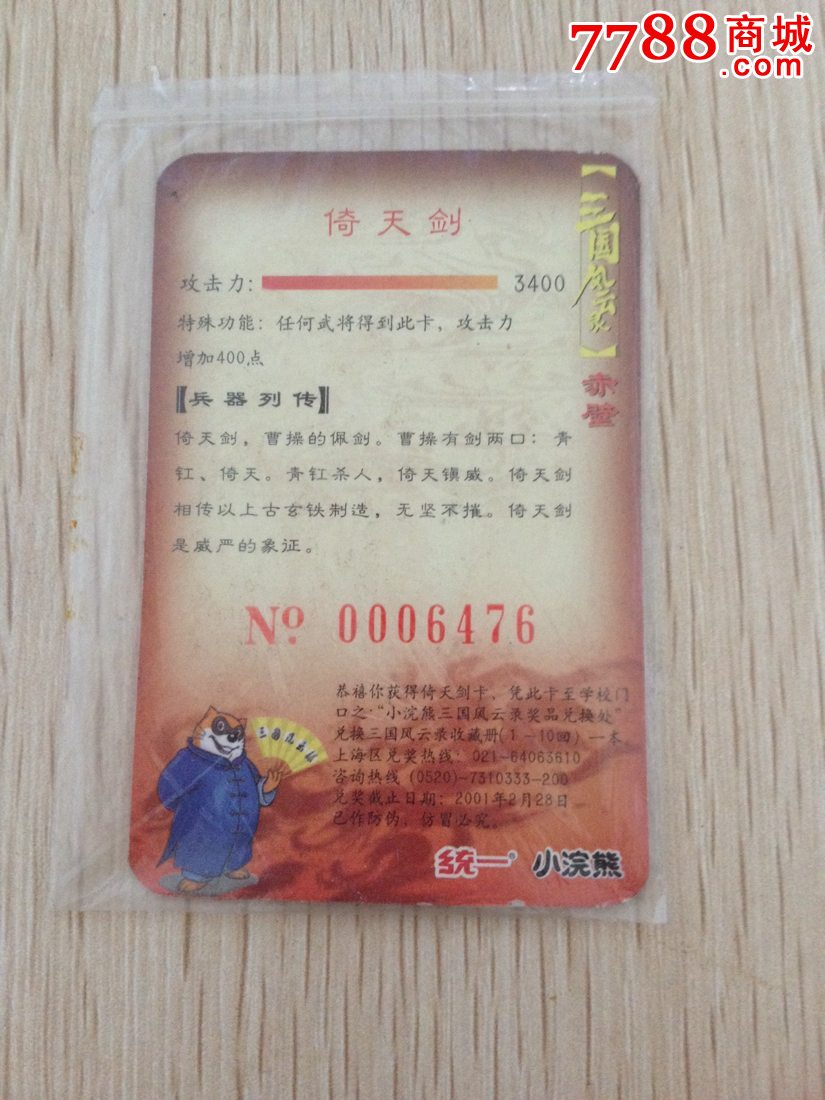 7788商城
.com
倚天剑
攻击力: 3400
特殊功能：任何武将得到此卡，攻击力
增加400点
【兵器列传】
倚天剑，曹操的佩剑。曹操有剑两口：青
釭、倚天。青釭杀人，倚天镇威。倚天剑
相传以上古玄铁制造，无坚不摧。倚天剑
是威严的象证。
【三国风云录】
赤壁
Nº 0006476
恭禧你获得倚天剑卡、凭此卡至学校门
口之“小浣熊三国风云录奖品兑换处”
兑换三国风云录收藏册(1-10回)一本
上海区兑奖热线：021-64063610
咨询热线 (0520)-7310333-200
兑奖截止日期：2001年2月28日
已作防伪，仿冒必究。
三国风云录
统一® 小浣熊